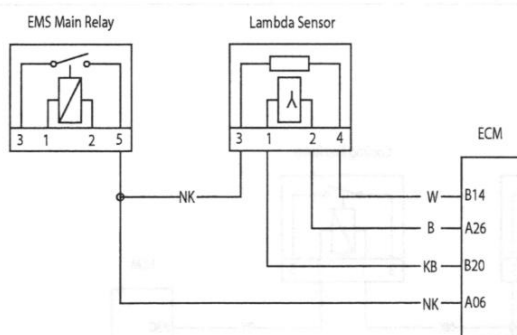 EMS Main Relay
Lambda Sensor
3 1 2 5
3 1 2 4
ECM
NK
W B14
B A26
KB B20
NK A06